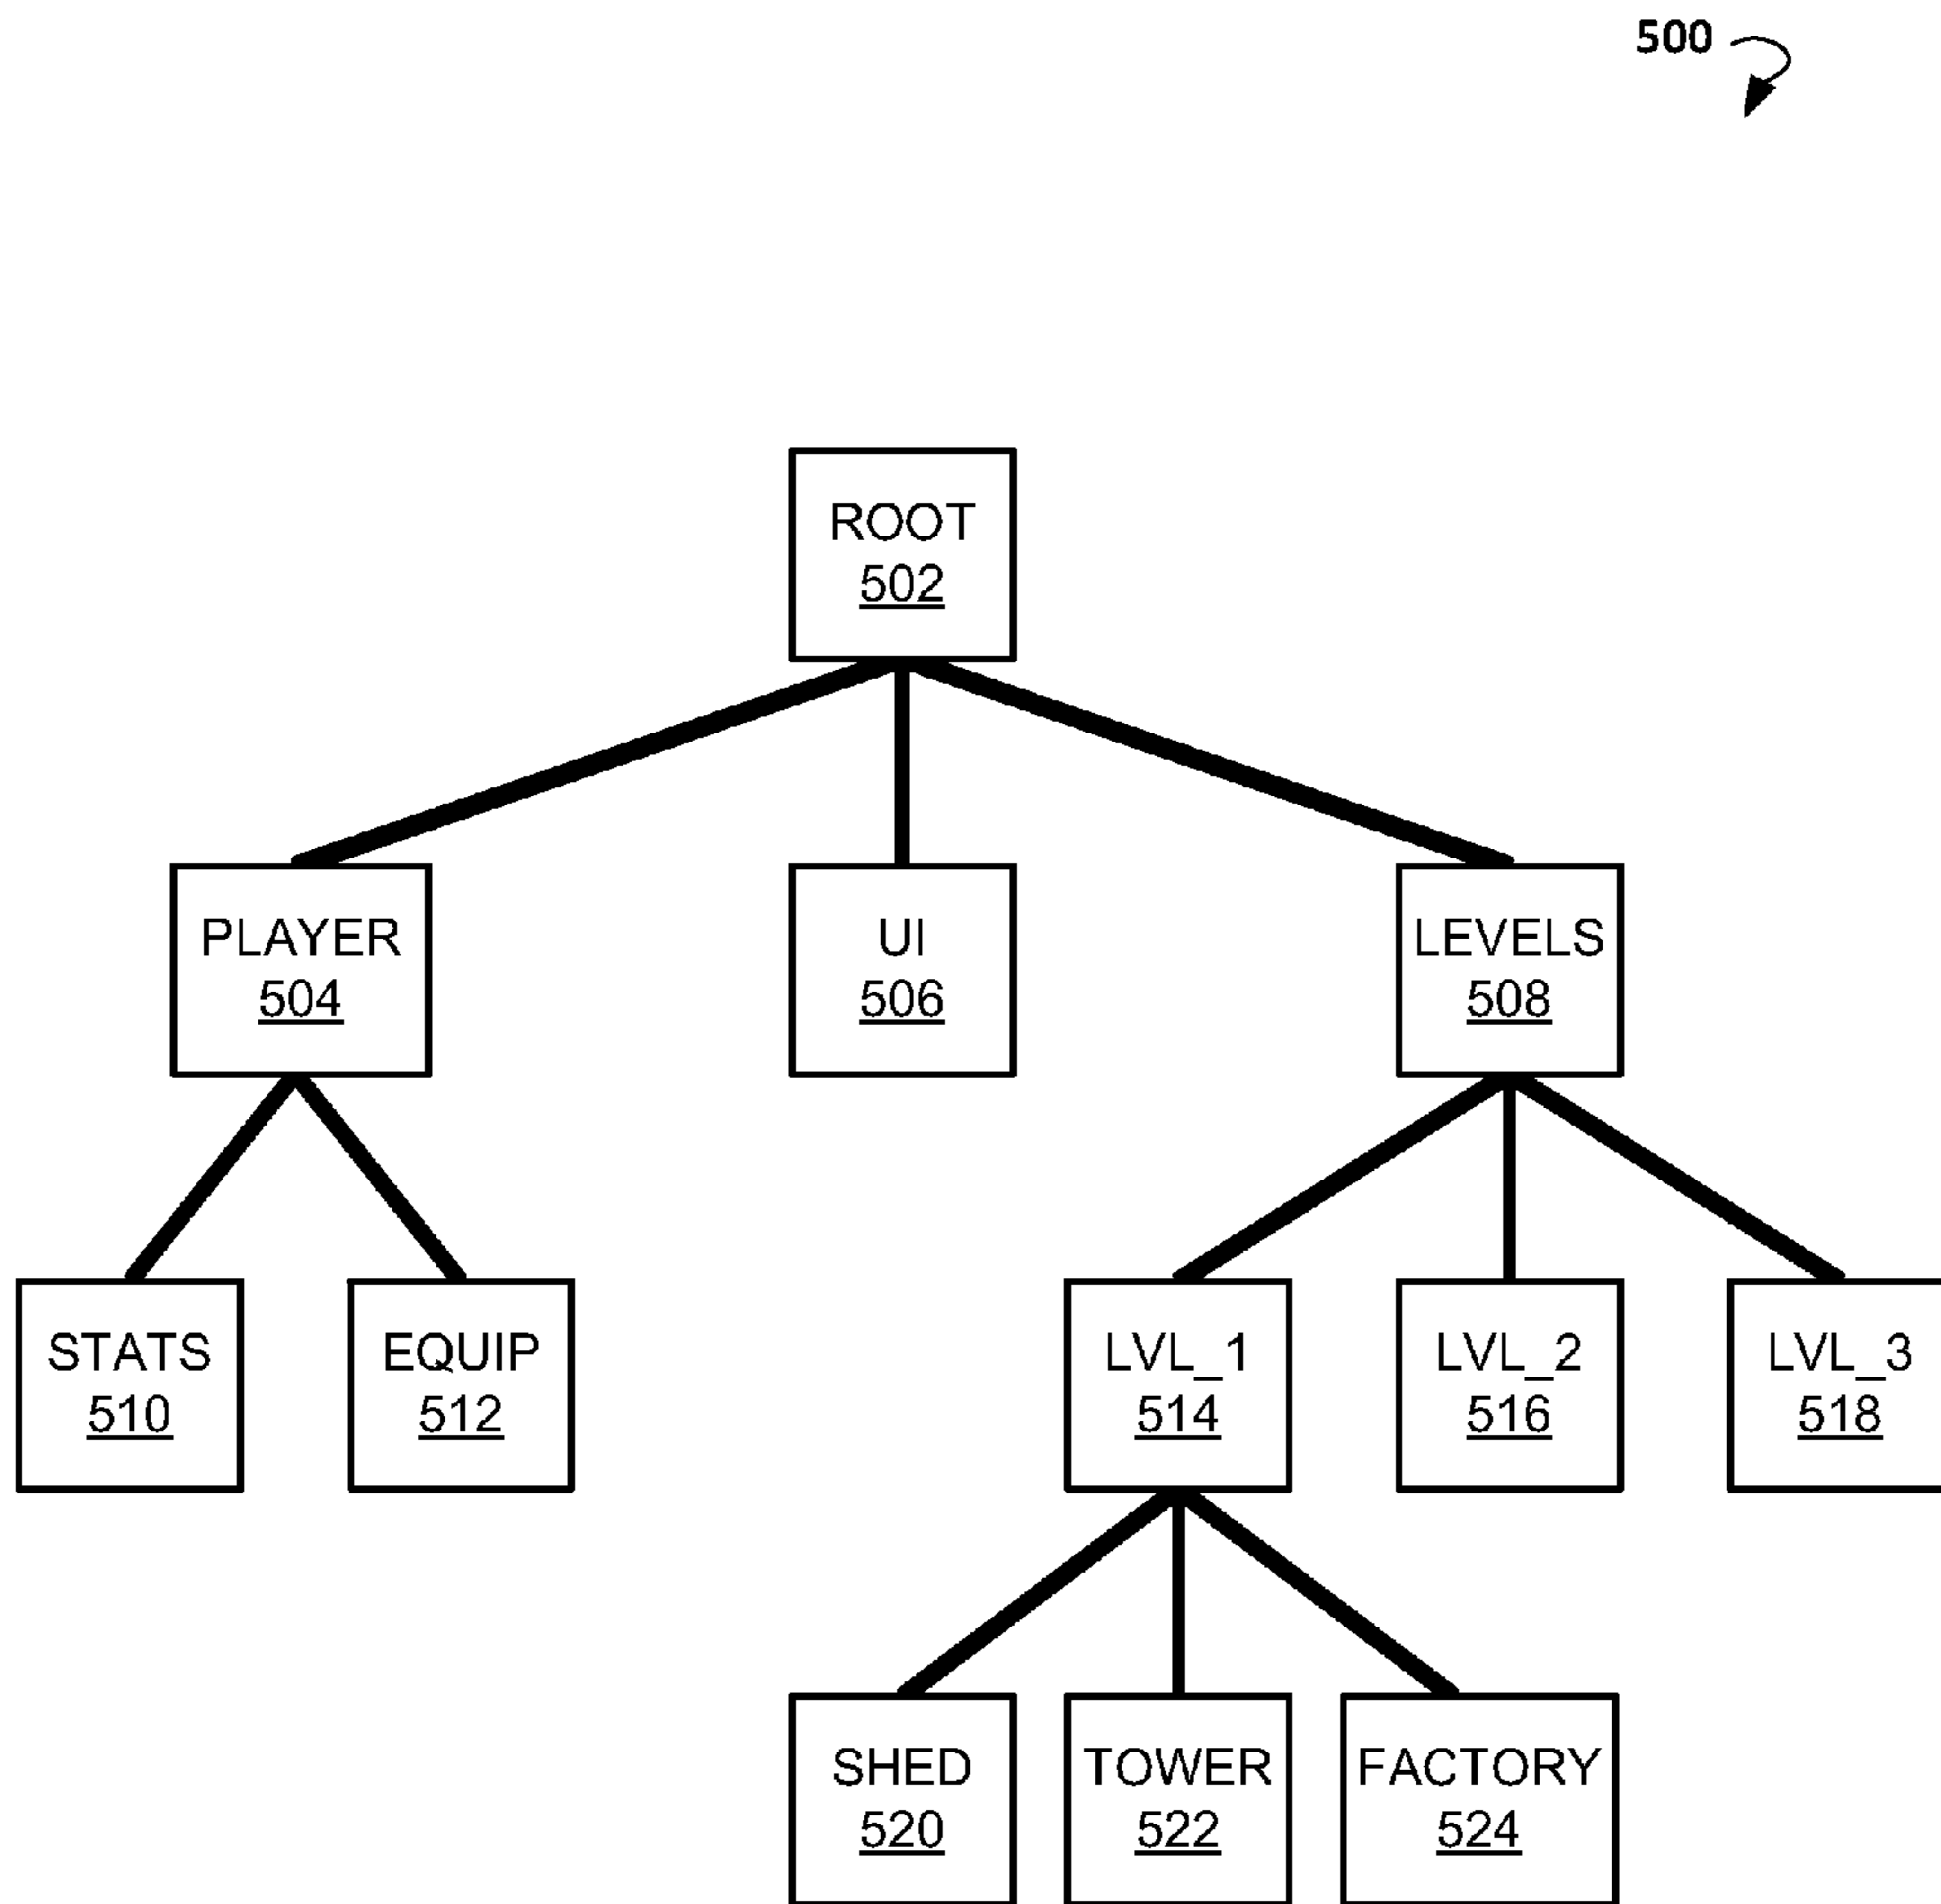 500
ROOT
502
PLAYER
504
UI
506
LEVELS
508
STATS
510
EQUIP
512
LVL_1
514
LVL_2
516
LVL_3
518
SHED
520
TOWER
522
FACTORY
524